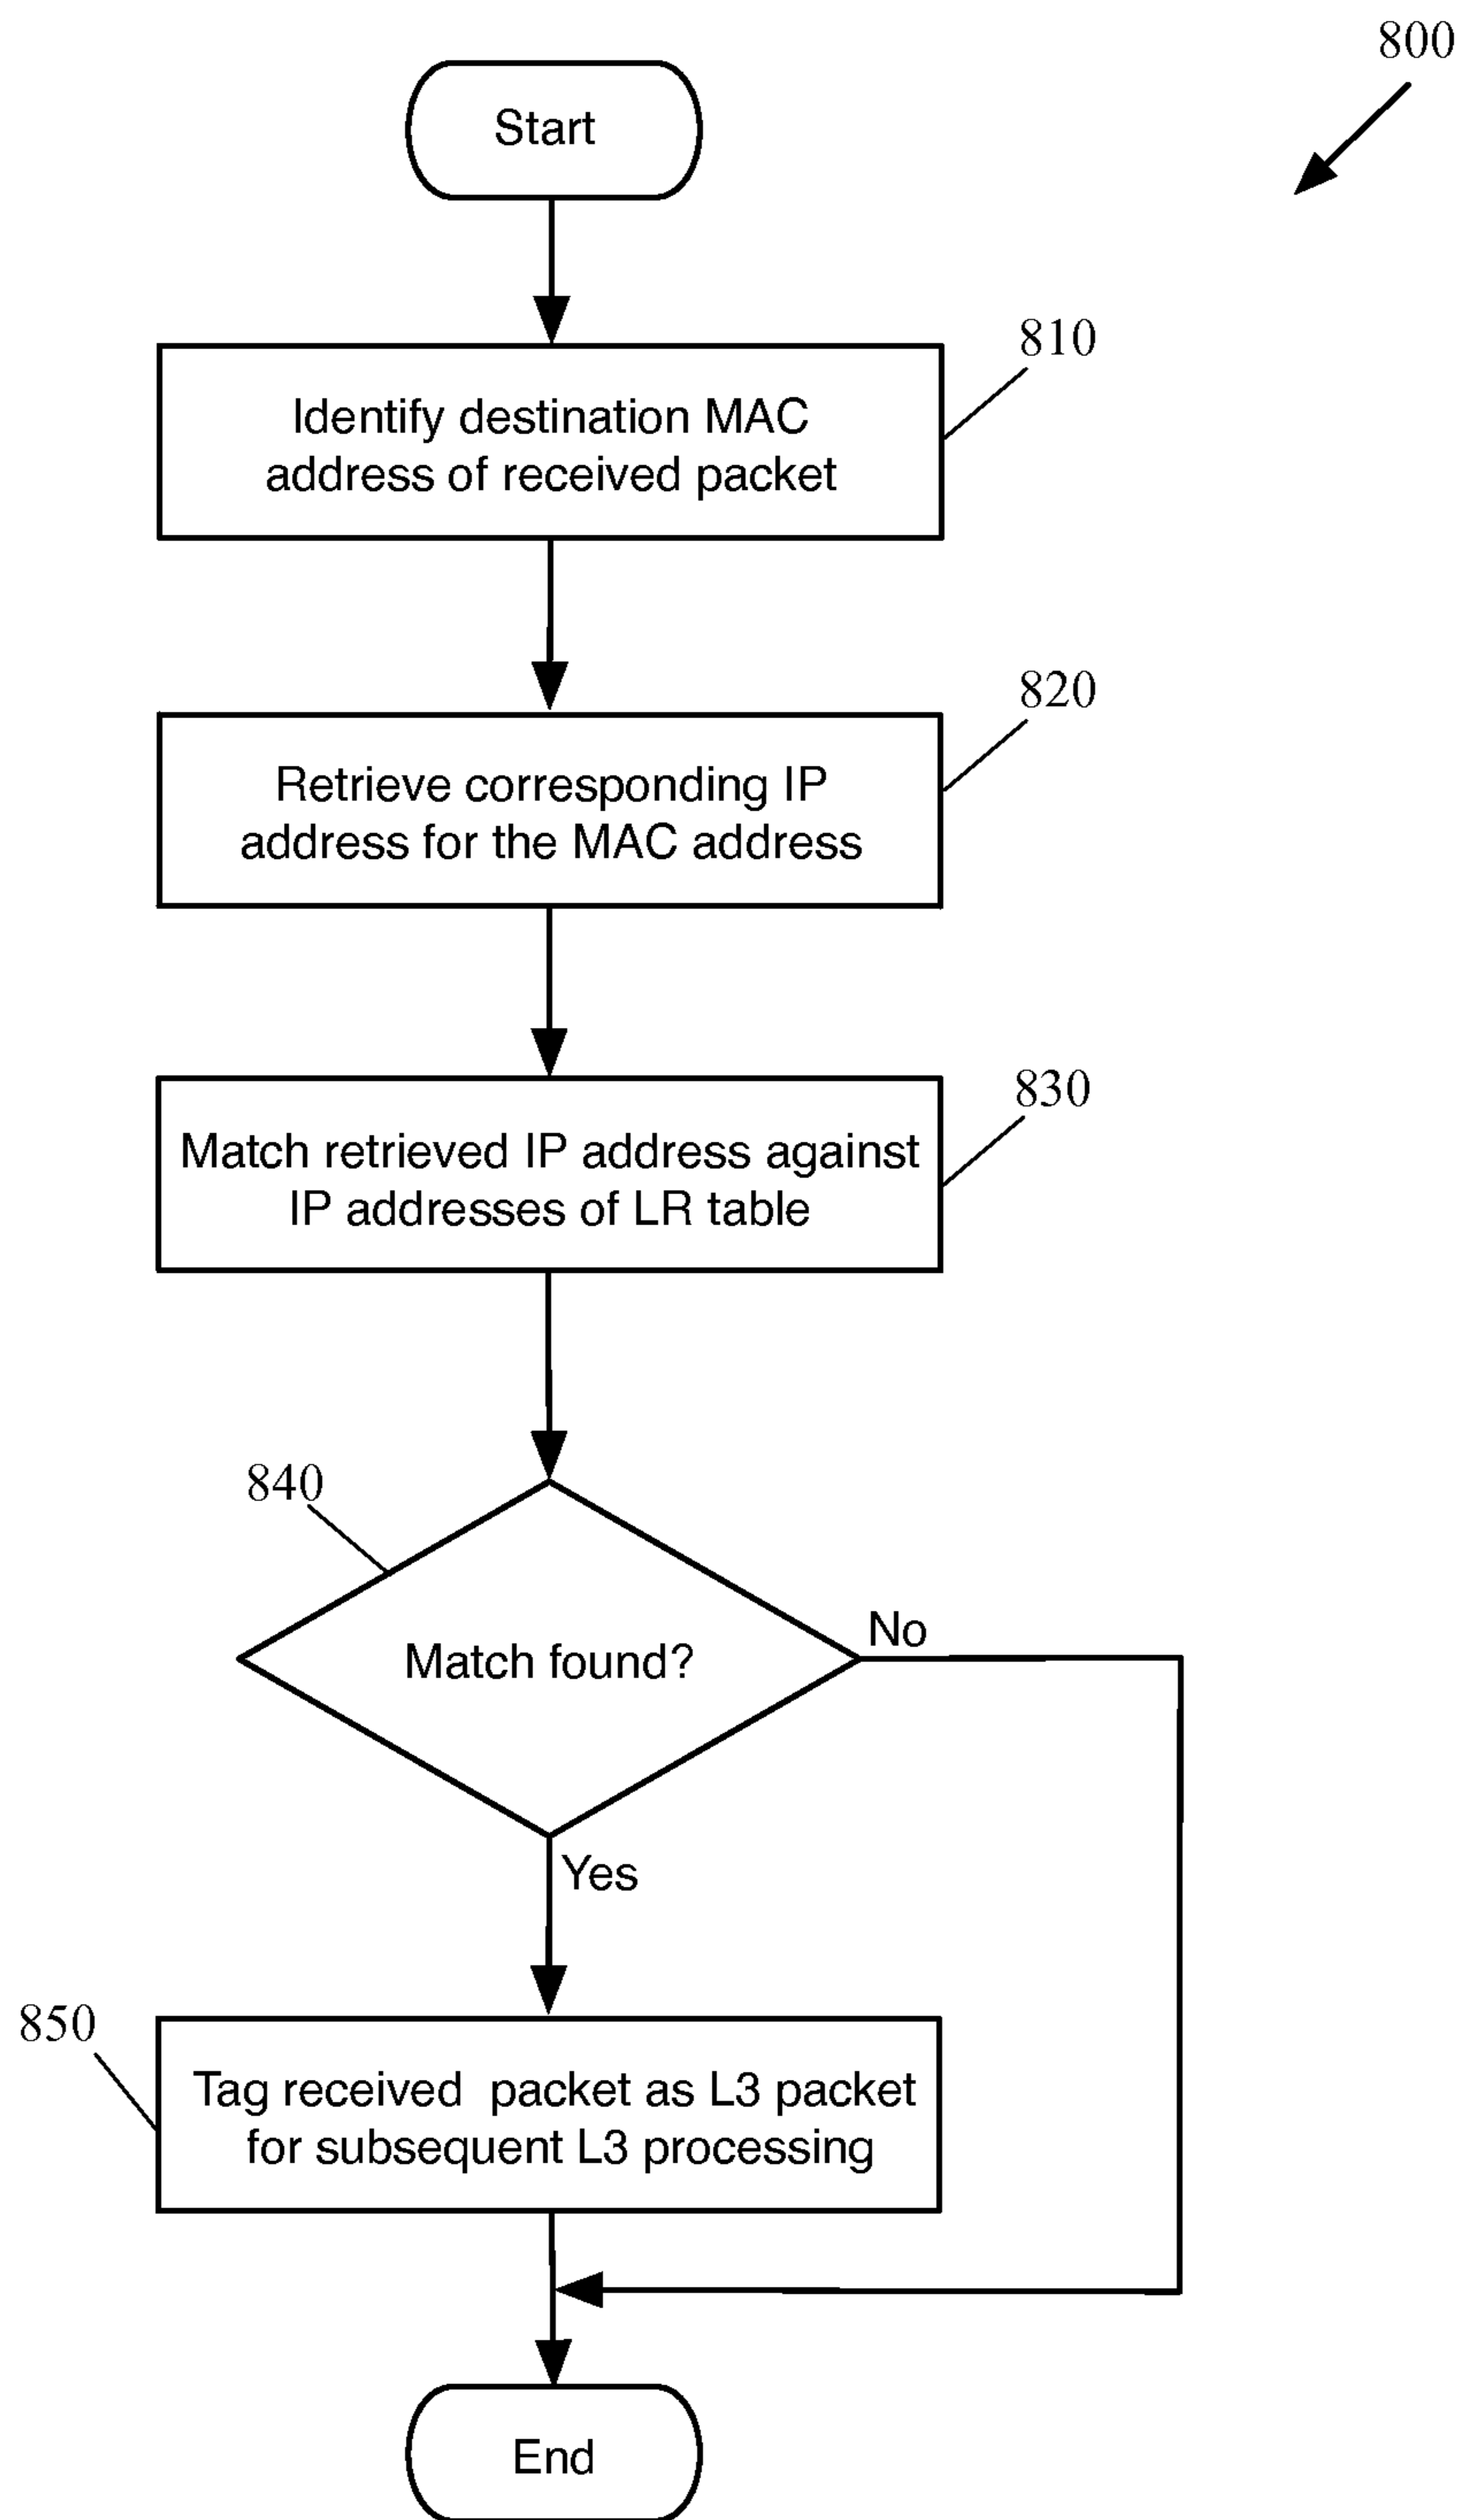 800
Start
810
Identify destination MAC
address of received packet
820
Retrieve corresponding IP
address for the MAC address
830
Match retrieved IP address against
IP addresses of LR table
840
Match found?
No
Yes
850
Tag received packet as L3 packet
for subsequent L3 processing
End